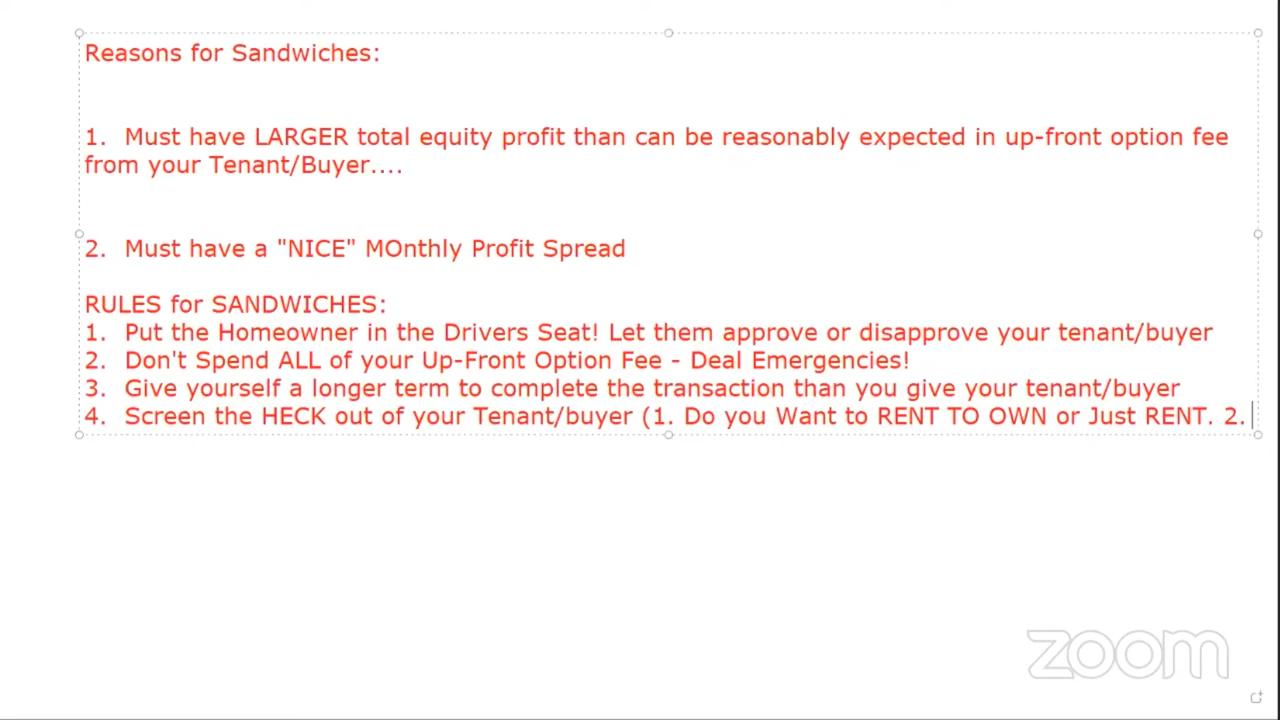 Reasons for Sandwiches:
1. Must have LARGER total equity profit than can be reasonably expected in up-front option fee
from your Tenant/Buyer....
2. Must have a "NICE" MOnthly Profit Spread
RULES for SANDWICHES:
1. Put the Homeowner in the Drivers Seat! Let them approve or disapprove your tenant/buyer
2. Don't Spend ALL of your Up-Front Option Fee - Deal Emergencies!
3. Give yourself a longer term to complete the transaction than you give your tenant/buyer
4. Screen the HECK out of your Tenant/buyer (1. Do you Want to RENT TO OWN or Just RENT. 2.
zoom